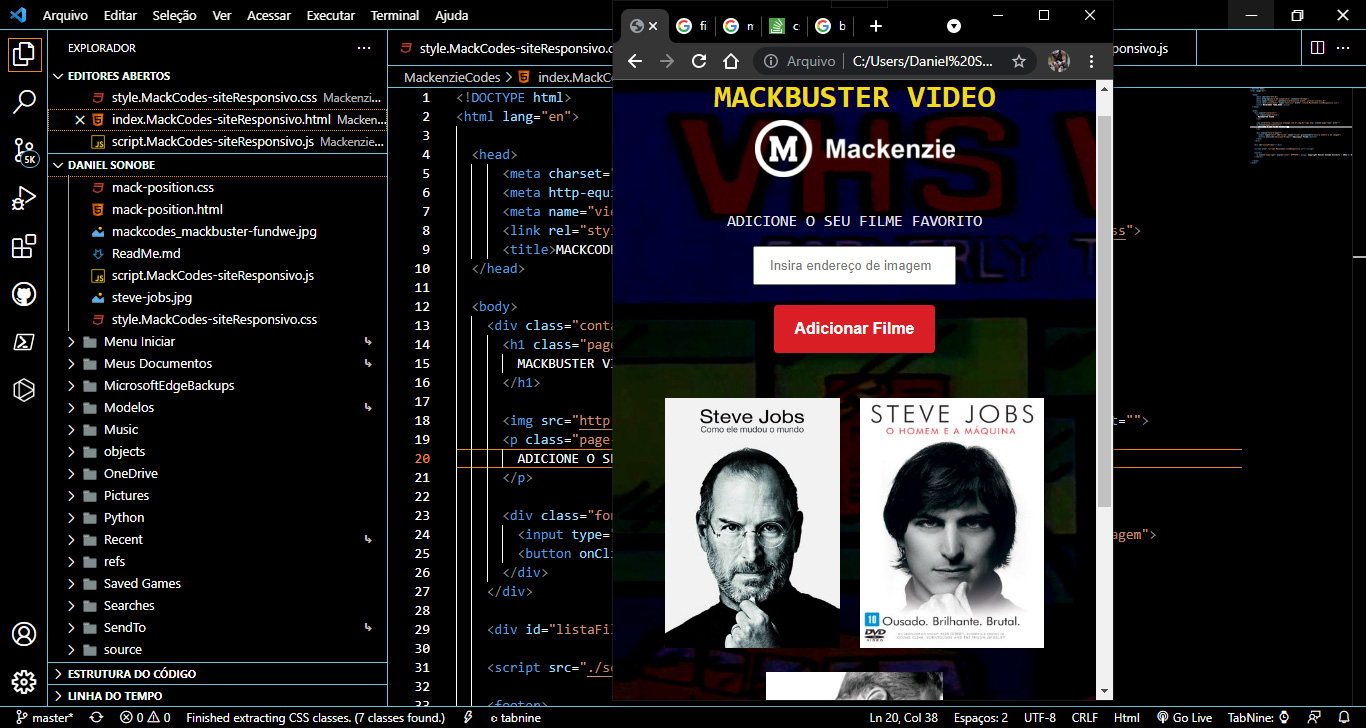 Arquivo Editar Seleção Ver Acessar Executar Terminal Ajuda
EXPLORADOR
EDITORES ABERTOS
style.MackCodes-siteResponsivo.css Mackenzi...
index.MackCodes-siteResponsivo.html Macken...
script.MackCodes-siteResponsivo.js Mackenzie...
5K
DANIEL SONOBE
mack-position.css
mack-position.html
mackcodes_mackbuster-fundwe.jpg
ReadMe.md
JS script.MackCodes-siteResponsivo.js
steve-jobs.jpg
style.MackCodes-siteResponsivo.css
Menu Iniciar
Meus Documentos
MicrosoftEdgeBackups
Modelos
Music
objects
OneDrive
Pictures
Python
Recent
refs
Saved Games
Searches
SendTo
source
ESTRUTURA DO CÓDIGO
LINHA DO TEMPO
style.MackCodes-siteResponsivo.c
onsivo.js
MackenzieCodes > index.MackC
1 <!DOCTYPE html>
2 <html lang="en">
3
4 <head>
5 <meta charset="
6 <meta http-equi
7 <meta name="vie
8 <link rel="styl
ss">
9 <title>MACKCODE
10 </head>
11
12 <body>
13 <div class="conta
14 <h1 class="page
15 MACKBUSTER VI
16 </h1>
17
18 <img src="http
t="">
19 <p class="page-
20 ADICIONE O SE
21 </p>
22
23 <div class="for
24 <input type="
agem">
25 <button onCli
26 </div>
27 </div>
28
29 <div id="listaFil
30
31 <script src="./sc
32
33 <footer>
fi
n
c
b
Arquivo | C:/Users/Daniel%20S...
MACKBUSTER VIDEO
M Mackenzie
ADICIONE O SEU FILME FAVORITO
Insira endereço de imagem
Adicionar Filme
VHS
Steve Jobs
Como ele mudou o mundo
STEVE JOBS
O HOMEM E A MÁQUINA
10 Ousado. Brilhante. Brutal.
DVD
master* 0 0 Finished extracting CSS classes. (7 classes found.) tabnine Ln 20, Col 38 Espaços: 2 UTF-8 CRLF Html Go Live TabNine: